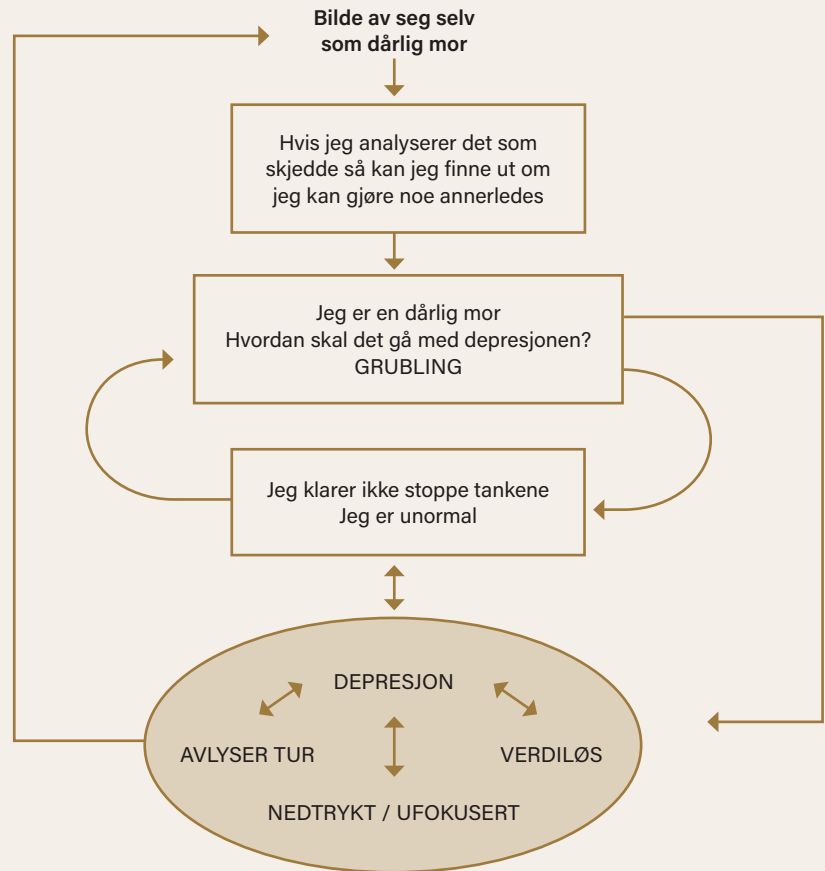 Bilde av seg selv
som dårlig mor
Hvis jeg analyserer det som
skjedde så kan jeg finne ut om
jeg kan gjøre noe annerledes
Jeg er en dårlig mor
Hvordan skal det gå med depresjonen?
GRUBLING
Jeg klarer ikke stoppe tankene
Jeg er unormal
DEPRESJON
AVLYSER TUR
VERDILØS
NEDTRYKT / UFOKUSERT